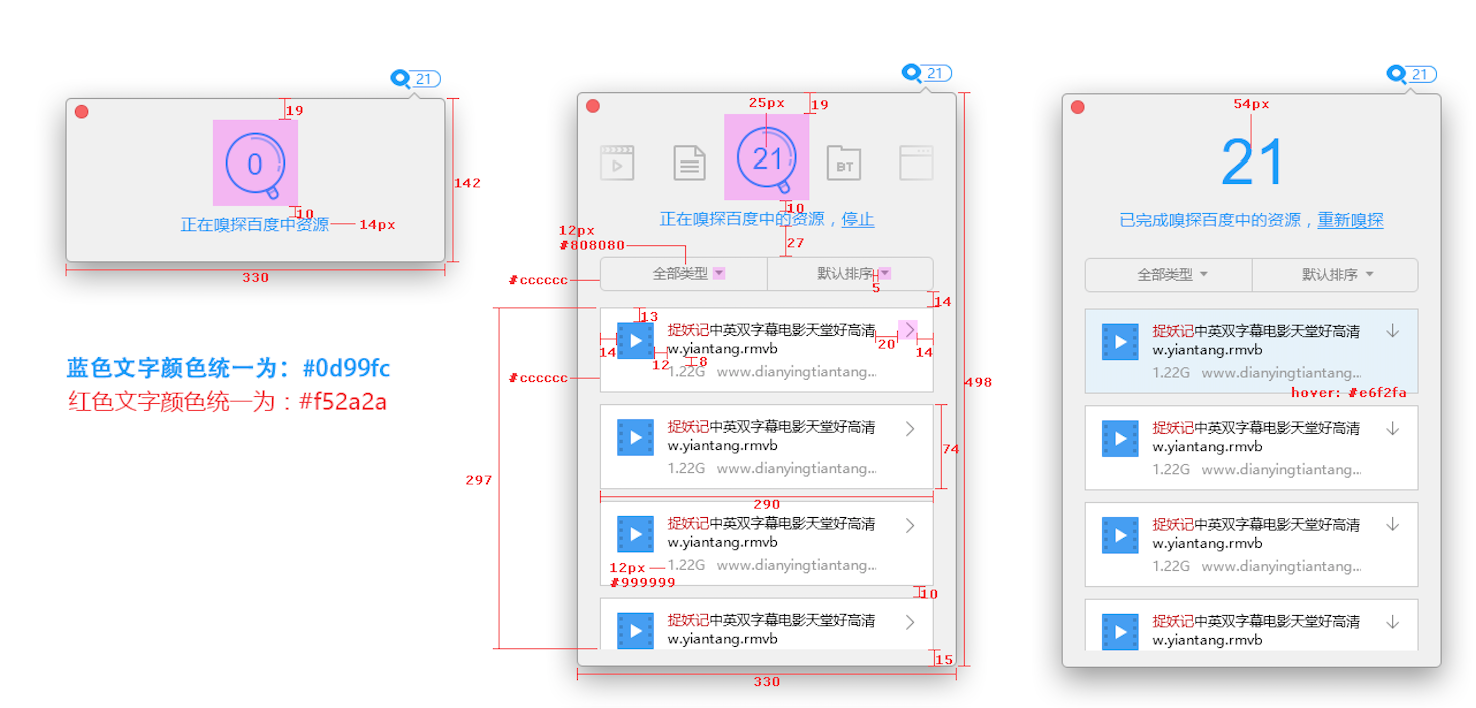 21
19
0
142
10
正在嗅探百度中资源
14px
330
蓝色文字颜色统一为：#0d99fc
红色文字颜色统一为：#f52a2a
21
25px
19
21
BT
10
正在嗅探百度中的资源，停止
12px
#808080
27
#cccccc
全部类型
默认排序
5
14
13
捉妖记中英双字幕电影天堂好高清
w.yiantang.rmvb
14
12
8
20
14
1.22G www.dianyingtiantang...
#cccccc
498
捉妖记中英双字幕电影天堂好高清
w.yiantang.rmvb
1.22G www.dianyingtiantang...
74
297
290
捉妖记中英双字幕电影天堂好高清
w.yiantang.rmvb
1.22G www.dianyingtiantang...
12px
#999999
10
捉妖记中英双字幕电影天堂好高清
w.yiantang.rmvb
15
330
21
54px
21
已完成嗅探百度中的资源，重新嗅探
全部类型
默认排序
捉妖记中英双字幕电影天堂好高清
w.yiantang.rmvb
1.22G www.dianyingtiantang...
hover: #e6f2fa
捉妖记中英双字幕电影天堂好高清
w.yiantang.rmvb
1.22G www.dianyingtiantang...
捉妖记中英双字幕电影天堂好高清
w.yiantang.rmvb
1.22G www.dianyingtiantang...
捉妖记中英双字幕电影天堂好高清
w.yiantang.rmvb